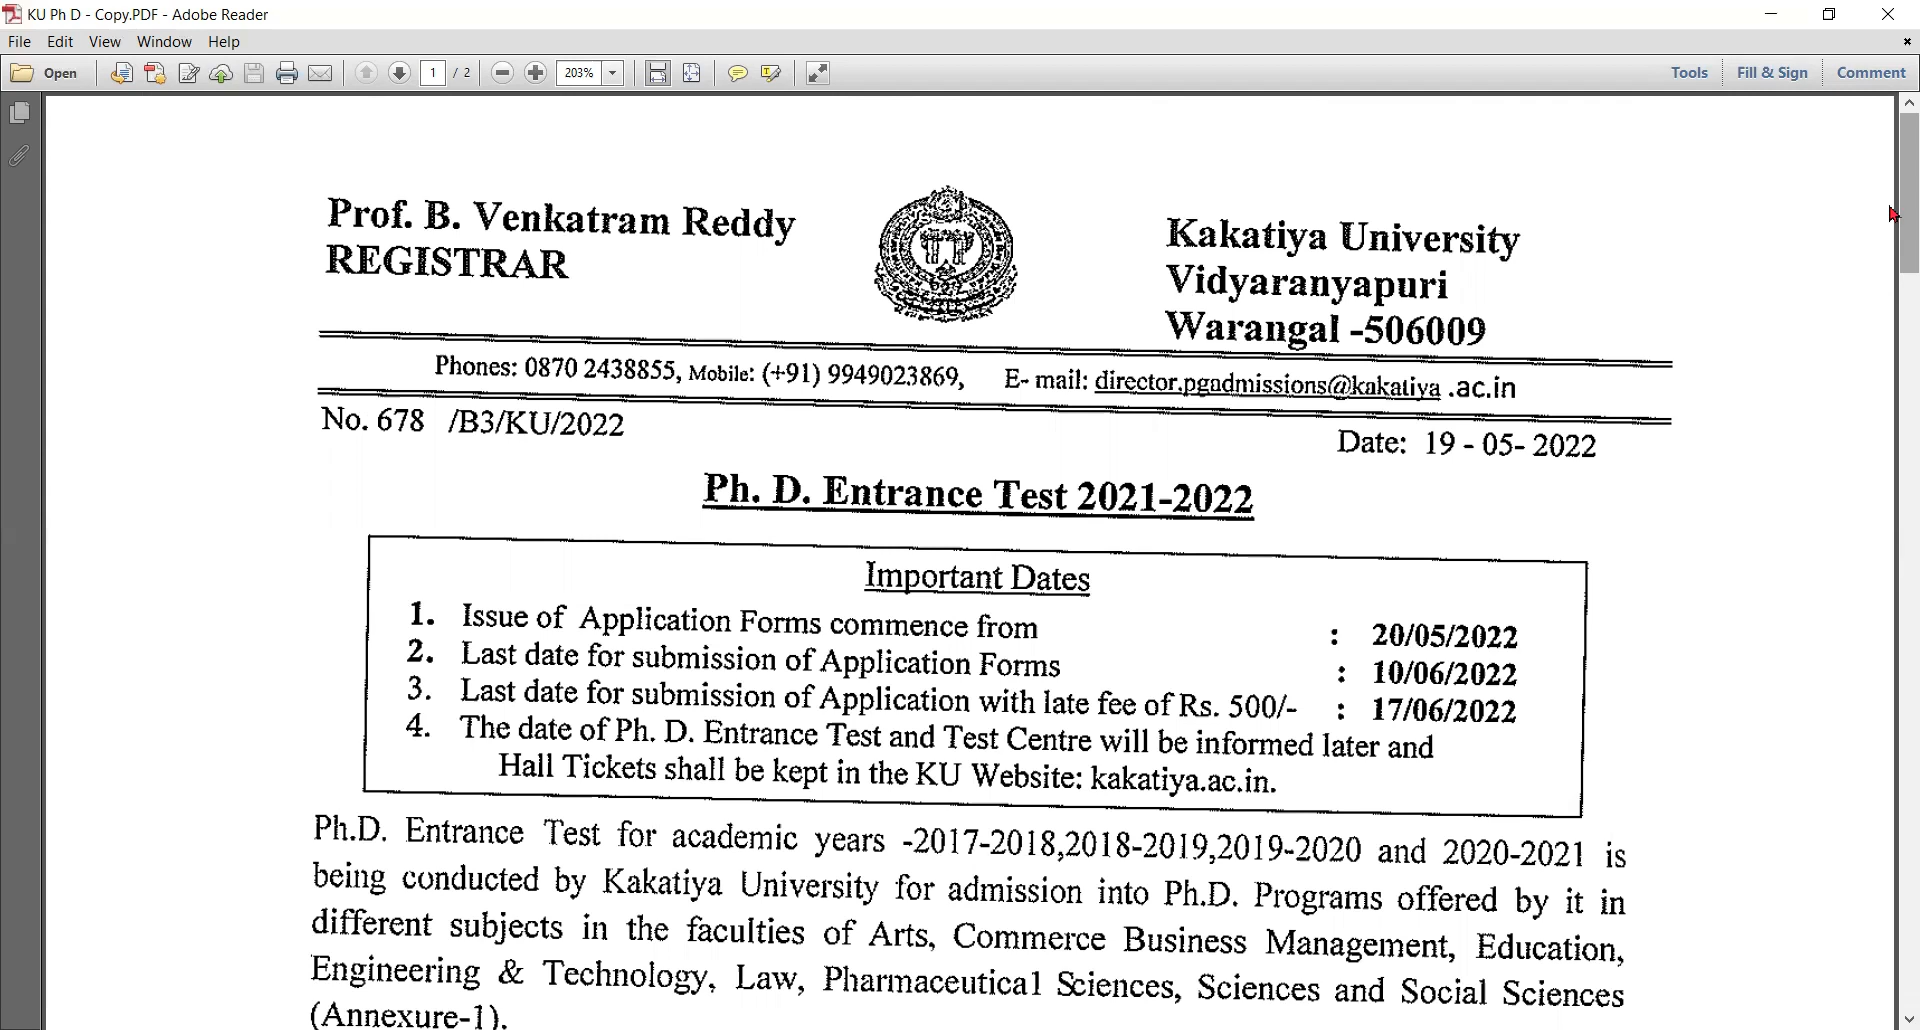 KU Ph D - Copy.PDF - Adobe Reader
File Edit View Window Help
Open 1 / 2 203% Tools Fill & Sign Comment
Prof. B. Venkatram Reddy
REGISTRAR
Kakatiya University
Vidyaranyapuri
Warangal -506009
Phones: 0870 2438855, Mobile: (+91) 9949023869, E- mail: director.pgadmissions@kakatiya .ac.in
No. 678 /B3/KU/2022
Date: 19 - 05- 2022
Ph. D. Entrance Test 2021-2022
Important Dates
1. Issue of Application Forms commence from : 20/05/2022
2. Last date for submission of Application Forms : 10/06/2022
3. Last date for submission of Application with late fee of Rs. 500/- : 17/06/2022
4. The date of Ph. D. Entrance Test and Test Centre will be informed later and
Hall Tickets shall be kept in the KU Website: kakatiya.ac.in.
Ph.D. Entrance Test for academic years -2017-2018,2018-2019,2019-2020 and 2020-2021 is
being conducted by Kakatiya University for admission into Ph.D. Programs offered by it in
different subjects in the faculties of Arts, Commerce Business Management, Education,
Engineering & Technology, Law, Pharmaceutical Sciences, Sciences and Social Sciences
(Annexure-1).